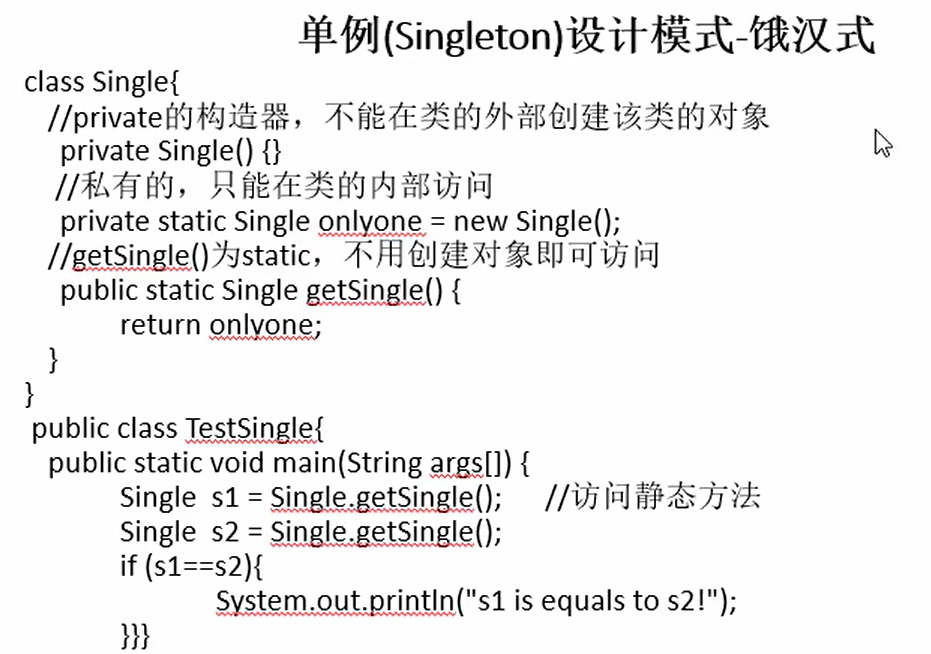 单例(Singleton)设计模式-饿汉式
class Single{
//private的构造器，不能在类的外部创建该类的对象
private Single() {}
//私有的，只能在类的内部访问
private static Single onlyone = new Single();
//getSingle()为static，不用创建对象即可访问
public static Single getSingle() {
return onlyone;
}
}
public class TestSingle{
public static void main(String args[]) {
Single  s1 = Single.getSingle();      //访问静态方法
Single  s2 = Single.getSingle();
if (s1==s2){
System.out.println("s1 is equals to s2!");
}}}